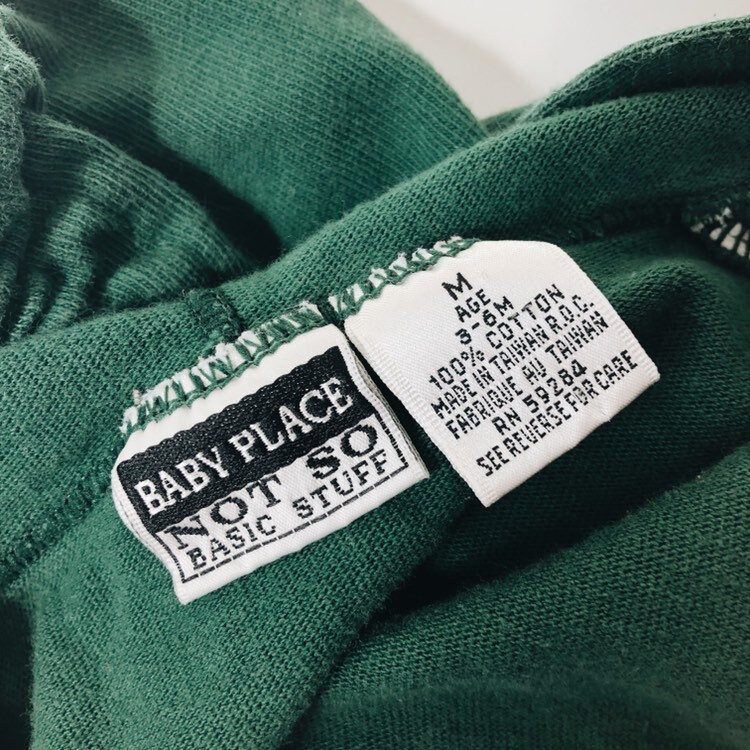 BABY PLACE
NOT SO
BASIC STUFF
M
AGE
3-6M
100% COTTON
MADE IN TAIWAN R.O.C.
FABRIQUE AU TAIWAN
RN 59284
SEE REVERSE FOR CARE